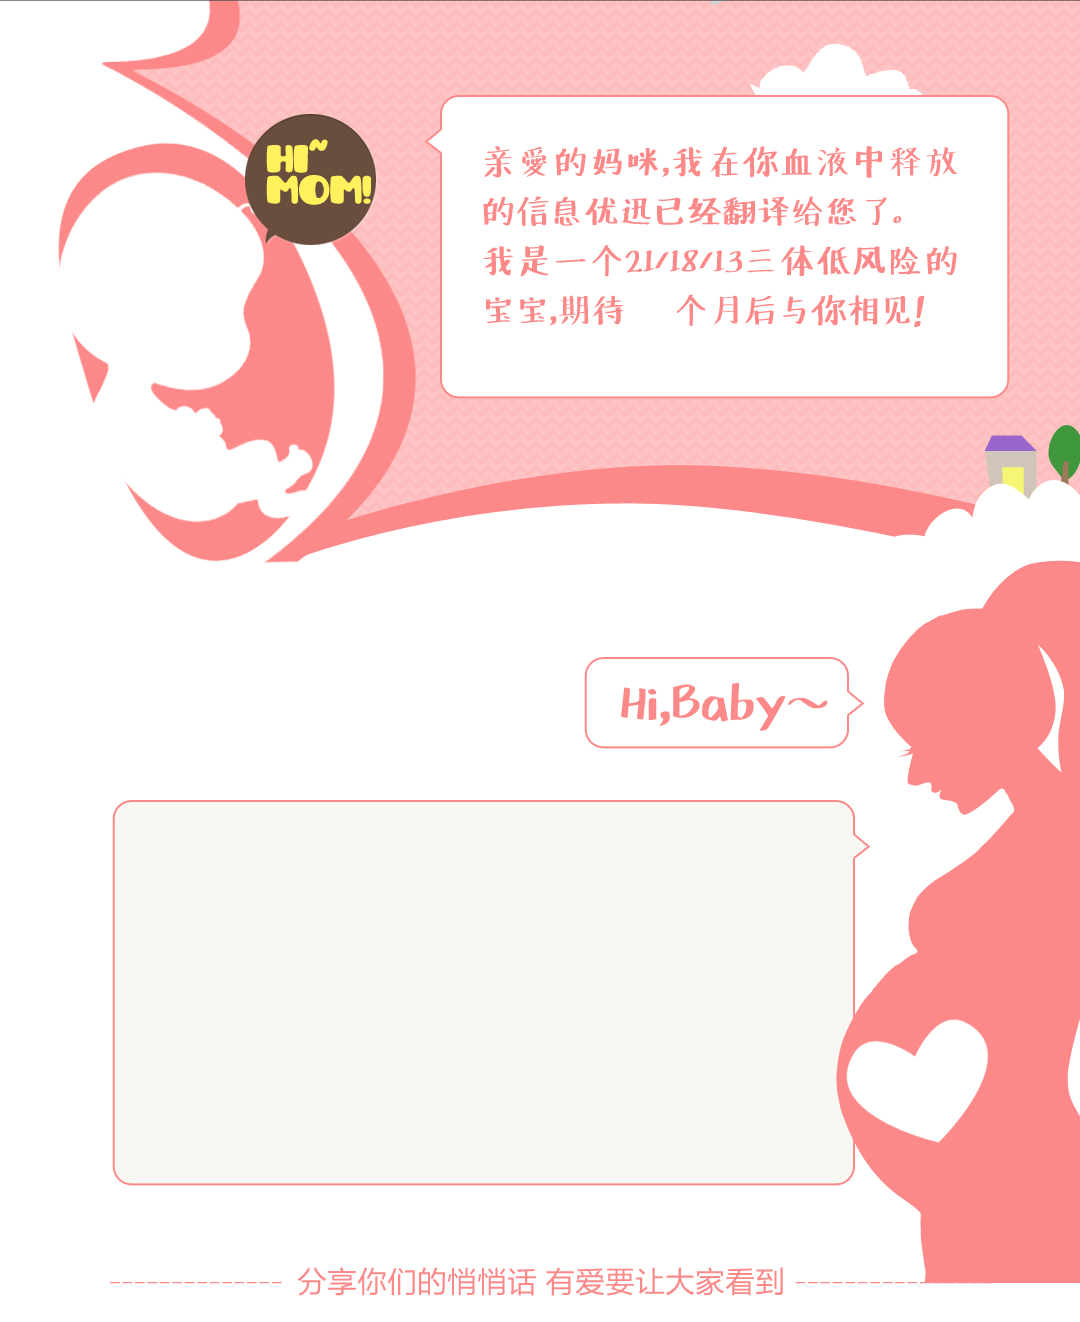 HI~
MOM!
亲爱的妈咪,我在你血液中释放
的信息优迅已经翻译给您了。
我是一个21/18/13三体低风险的
宝宝,期待 个月后与你相见!
Hi,Baby~
分享你们的悄悄话 有爱要让大家看到